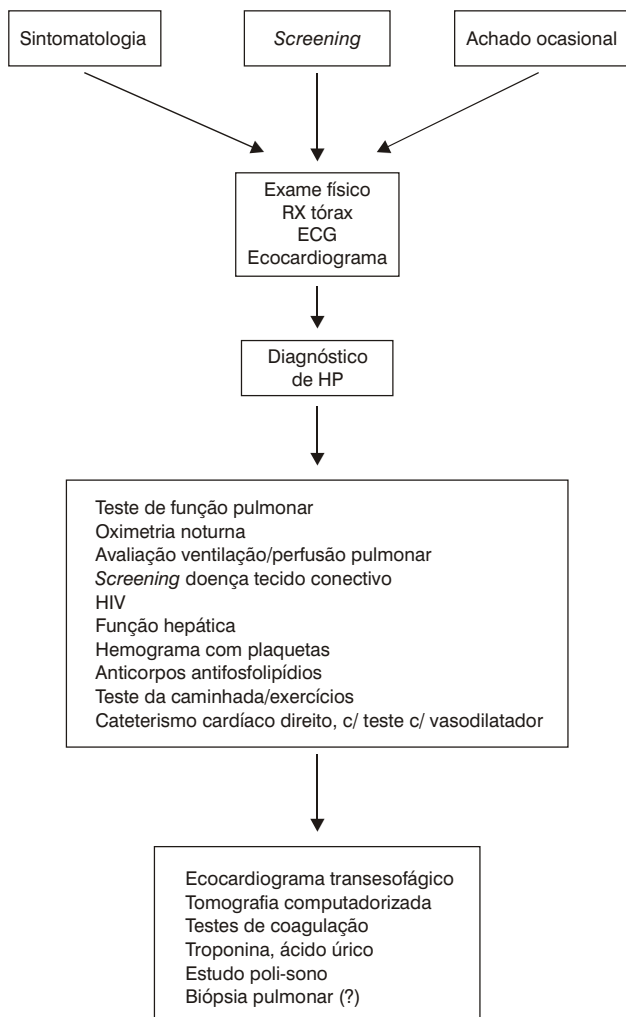 Sintomatologia
Screening
Achado ocasional
Exame físico
RX tórax
ECG
Ecocardiograma
Diagnóstico
de HP
Teste de função pulmonar
Oximetria noturna
Avaliação ventilação/perfusão pulmonar
Screening doença tecido conectivo
HIV
Função hepática
Hemograma com plaquetas
Anticorpos antifosfolipídios
Teste da caminhada/exercícios
Cateterismo cardíaco direito, c/ teste c/ vasodilatador
Ecocardiograma transesofágico
Tomografia computadorizada
Testes de coagulação
Troponina, ácido úrico
Estudo poli-sono
Biópsia pulmonar (?)